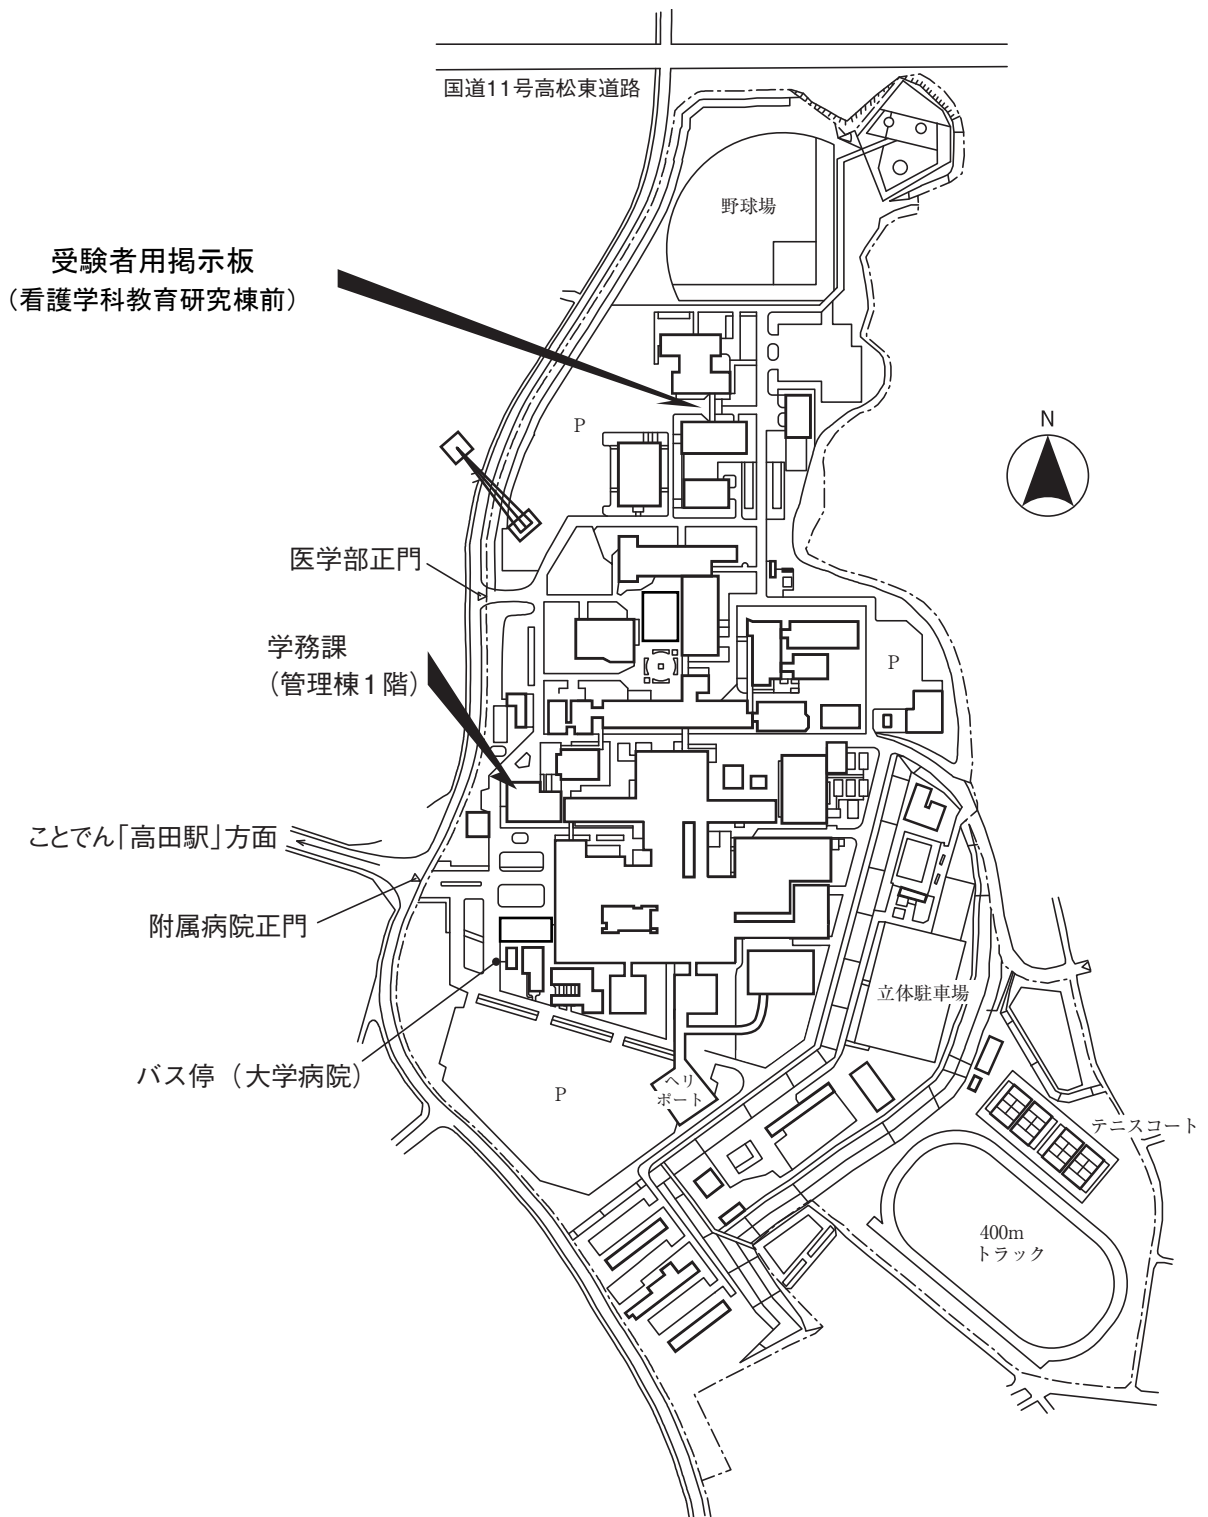 国道11号高松東道路
野球場
受験者用掲示板
（看護学科教育研究棟前）
P
N
医学部正門
学務課
（管理棟１階）
P
ことでん「高田駅」方面
附属病院正門
立体駐車場
バス停（大学病院）
P
ヘリ
ポート
テニスコート
400m
トラック